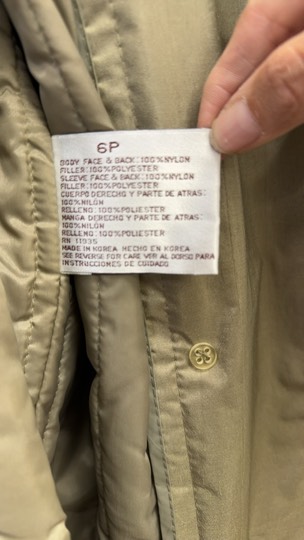 6P
BODY FACE & BACK: 100% NYLON
FILLER: 100% POLYESTER
SLEEVE FACE & BACK: 100% NYLON
FILLER: 100% POLYESTER
CUERPO DERECHO Y PARTE DE ATRAS:
100% NILON
RELLENO: 100% POLIESTER
MANGA DERECHO Y PARTE DE ATRAS:
100% NILON
RELLENO: 100% POLIESTER
RN 11935
MADE IN KOREA HECHO EN KOREA
SEE REVERSE FOR CARE VER AL DORSO PARA
INSTRUCCIONES DE CUIDADO